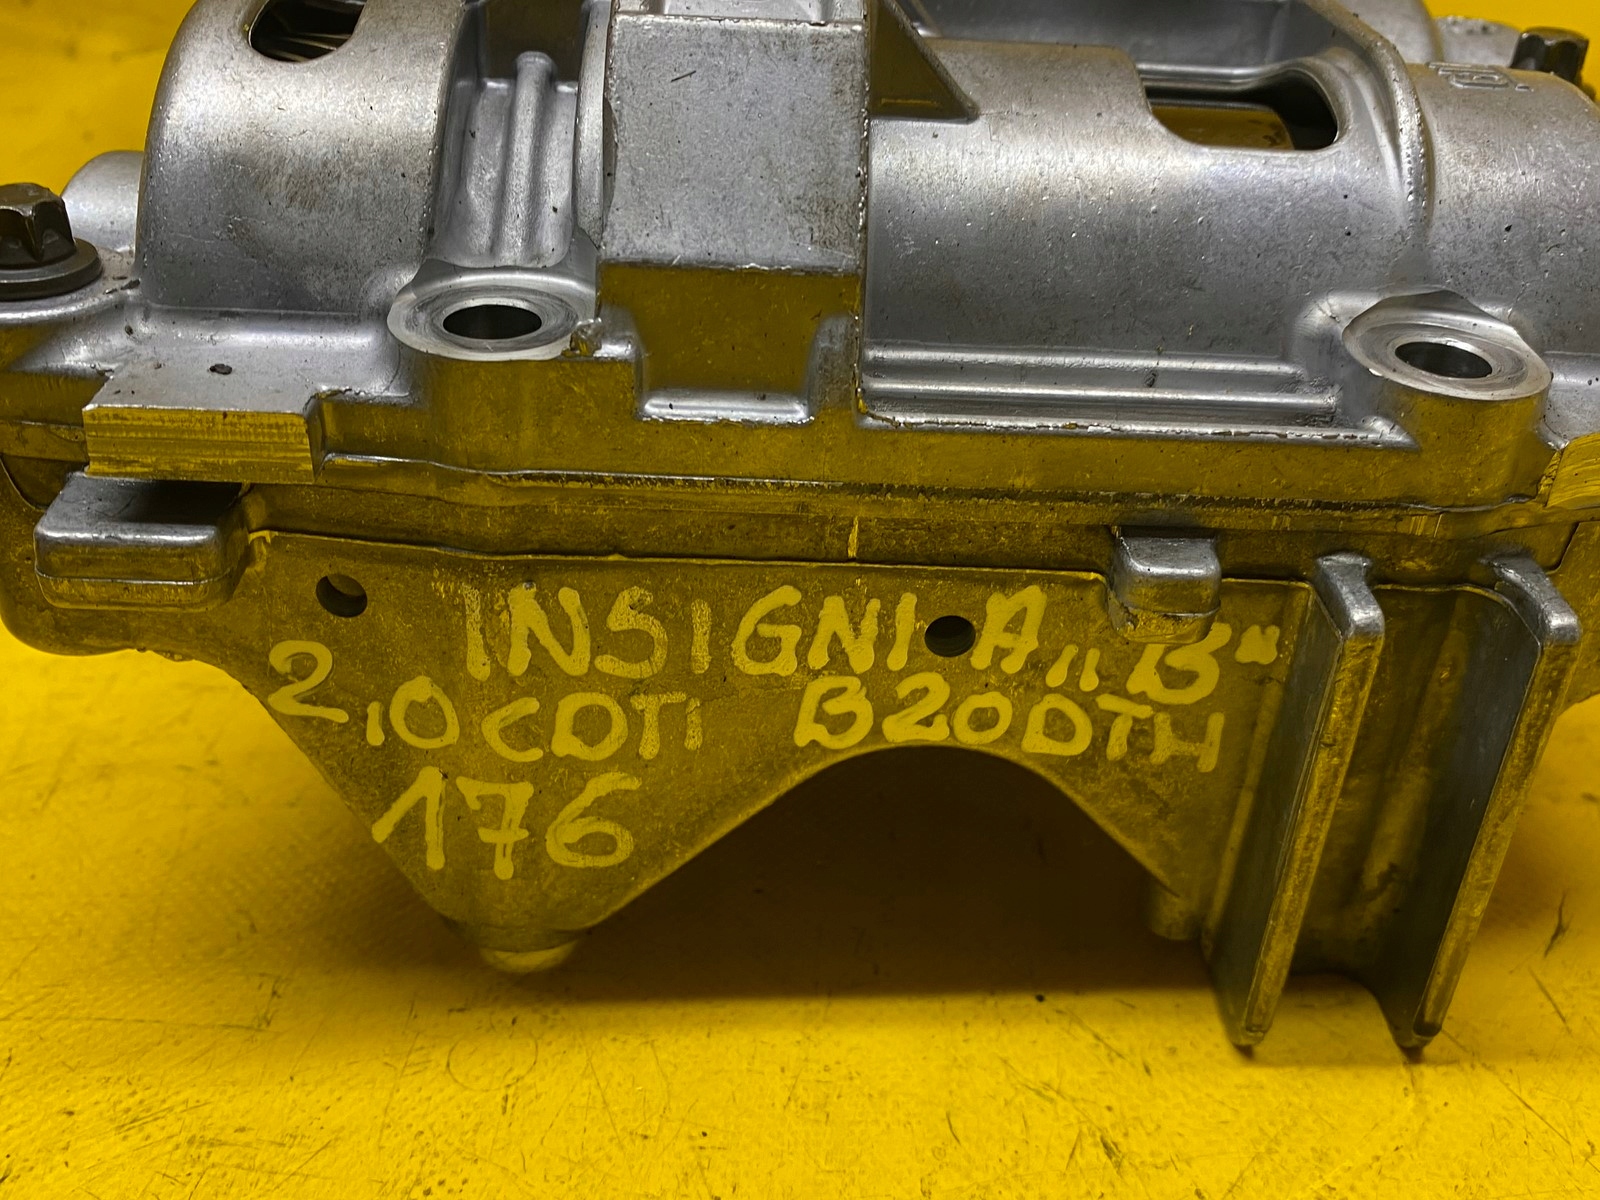 INSIGNIA „B"
2,0 CDTI B20DTH
176